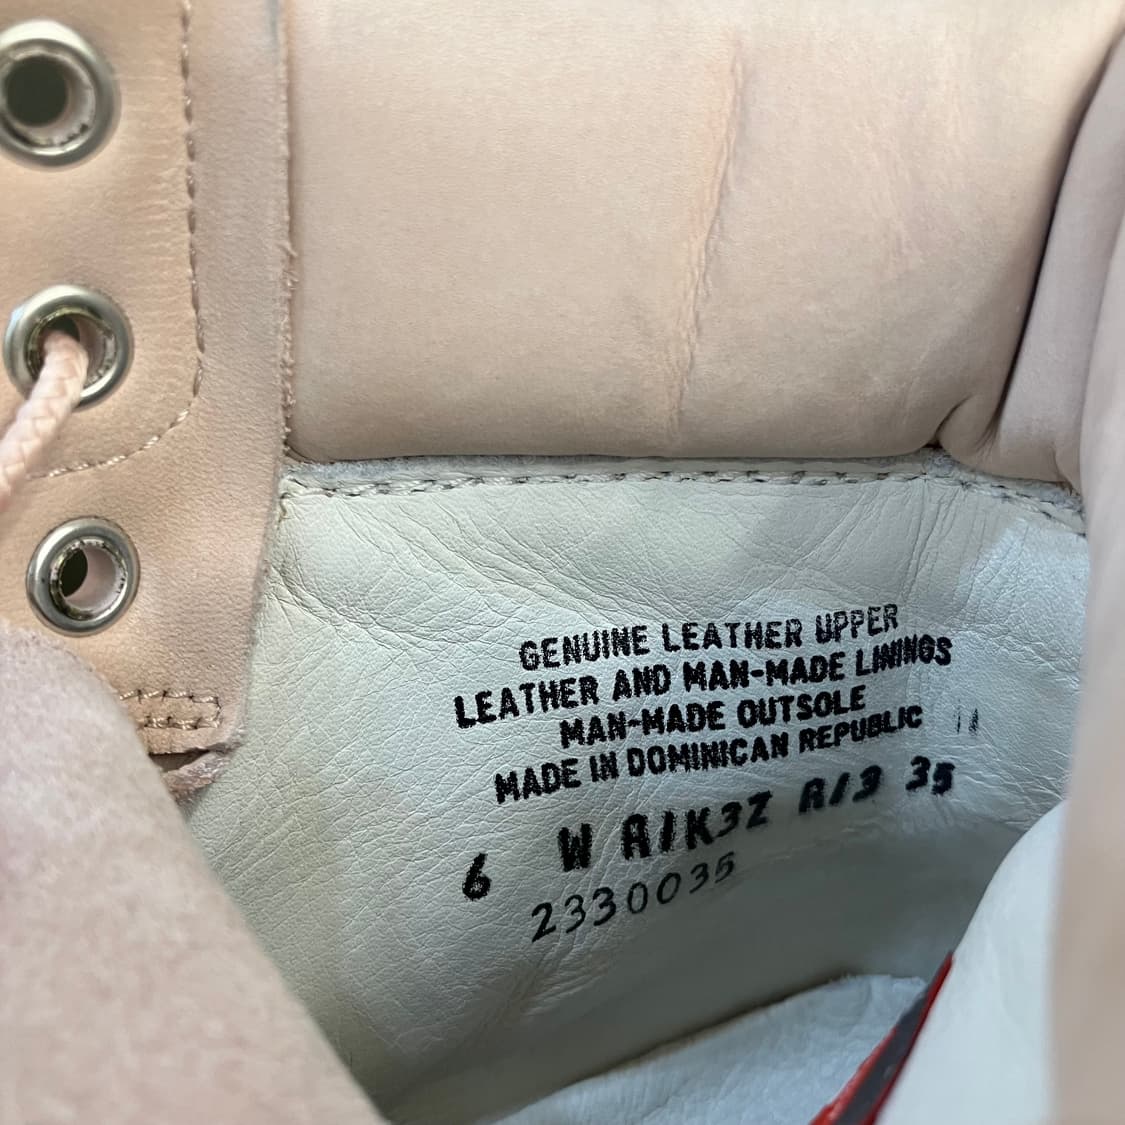 GENUINE LEATHER UPPER
LEATHER AND MAN-MADE LININGS
MAN-MADE OUTSOLE
MADE IN DOMINICAN REPUBLIC
6 W A1K3Z R/3 35
2330035